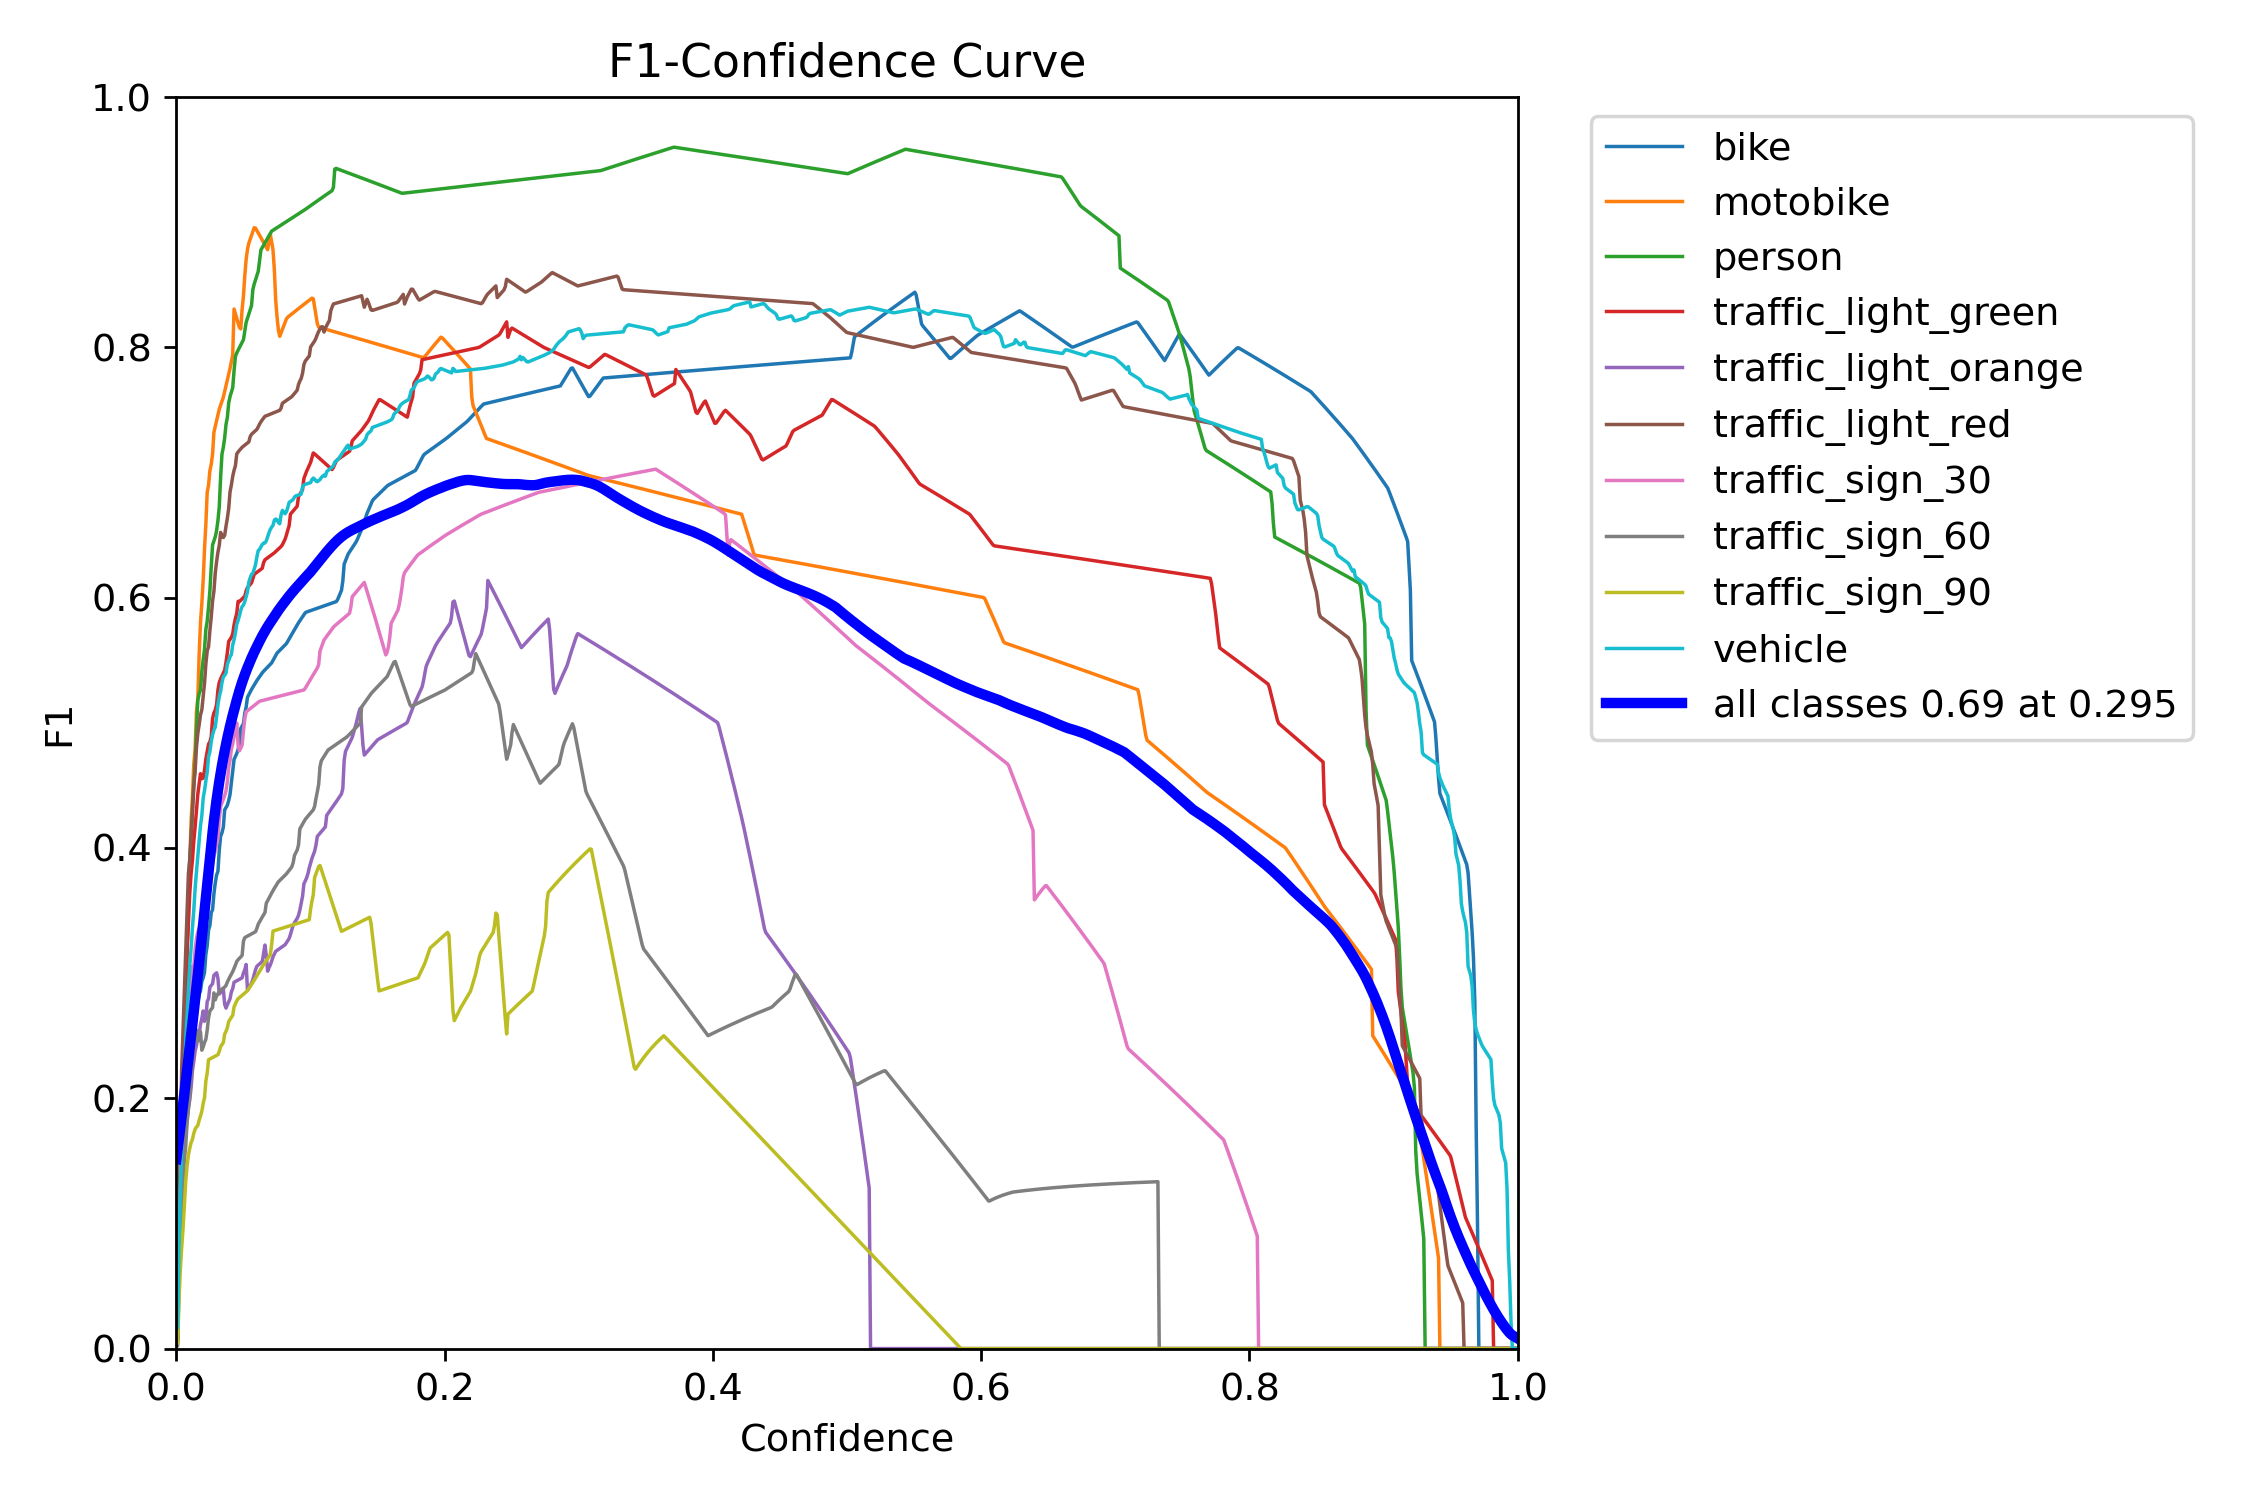 F1-Confidence Curve
1.0
0.8
0.6
0.4
0.2
0.0
F1
0.0 0.2 0.4 0.6 0.8 1.0
Confidence
bike
motobike
person
traffic_light_green
traffic_light_orange
traffic_light_red
traffic_sign_30
traffic_sign_60
traffic_sign_90
vehicle
all classes 0.69 at 0.295